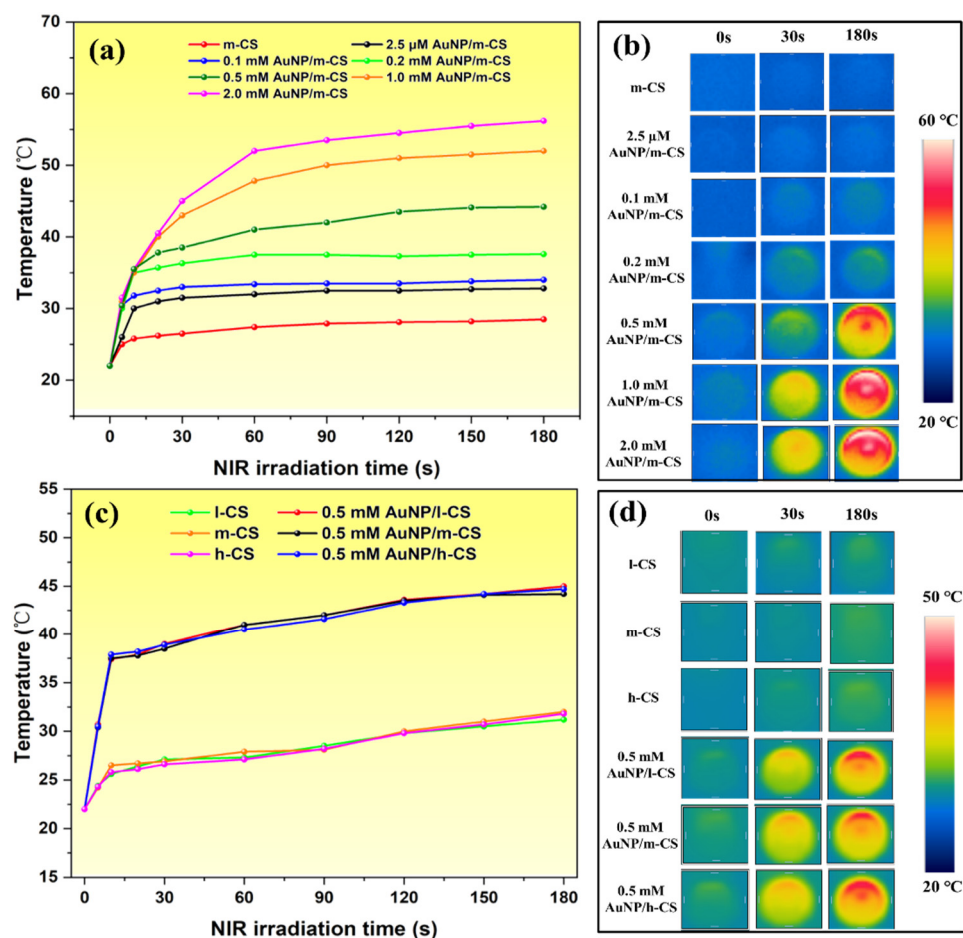 (a)
m-CS 2.5 μM AuNP/m-CS
0.1 mM AuNP/m-CS 0.2 mM AuNP/m-CS
0.5 mM AuNP/m-CS 1.0 mM AuNP/m-CS
2.0 mM AuNP/m-CS
Temperature (℃)
70
60
50
40
30
20
0 30 60 90 120 150 180
NIR irradiation time (s)
(b)
0s 30s 180s
m-CS
2.5 μM
AuNP/m-CS
0.1 mM
AuNP/m-CS
0.2 mM
AuNP/m-CS
0.5 mM
AuNP/m-CS
1.0 mM
AuNP/m-CS
2.0 mM
AuNP/m-CS
60 ℃
20 ℃
(c)
l-CS 0.5 mM AuNP/l-CS
m-CS 0.5 mM AuNP/m-CS
h-CS 0.5 mM AuNP/h-CS
Temperature (℃)
55
50
45
40
35
30
25
20
15
0 30 60 90 120 150 180
NIR irradiation time (s)
(d)
0s 30s 180s
l-CS
m-CS
h-CS
0.5 mM
AuNP/l-CS
0.5 mM
AuNP/m-CS
0.5 mM
AuNP/h-CS
50 ℃
20 ℃